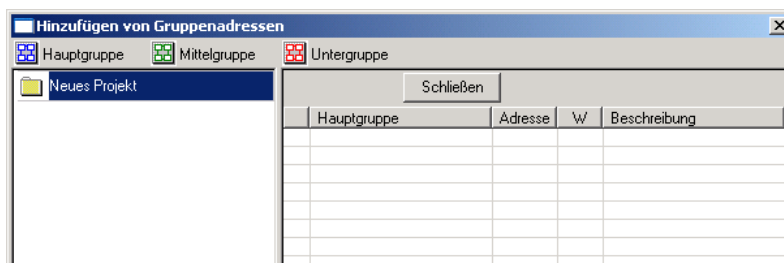 Hinzufügen von Gruppenadressen
Hauptgruppe Mittelgruppe Untergruppe
Neues Projekt
Schließen
Hauptgruppe Adresse W Beschreibung